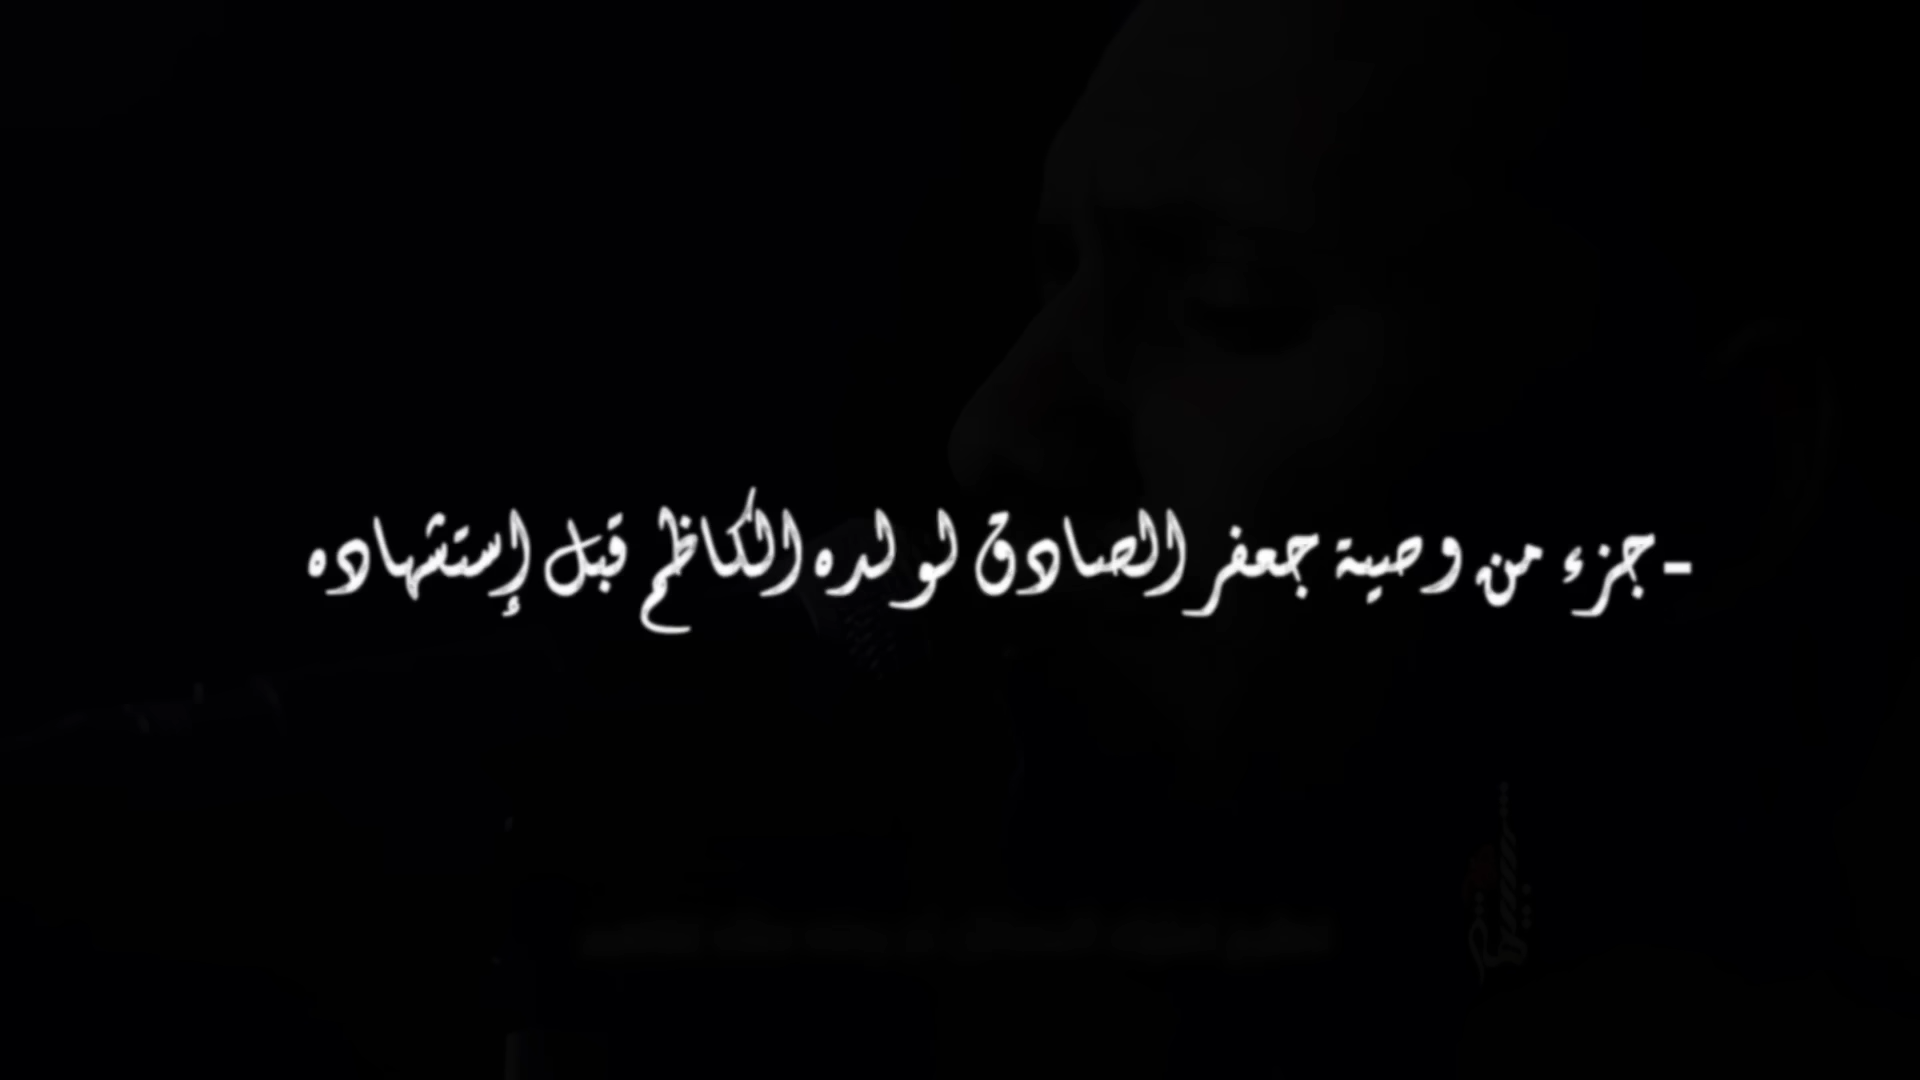 -جزء من وصية جعفر الصادق لولده الكاظم قبل إستشهاده